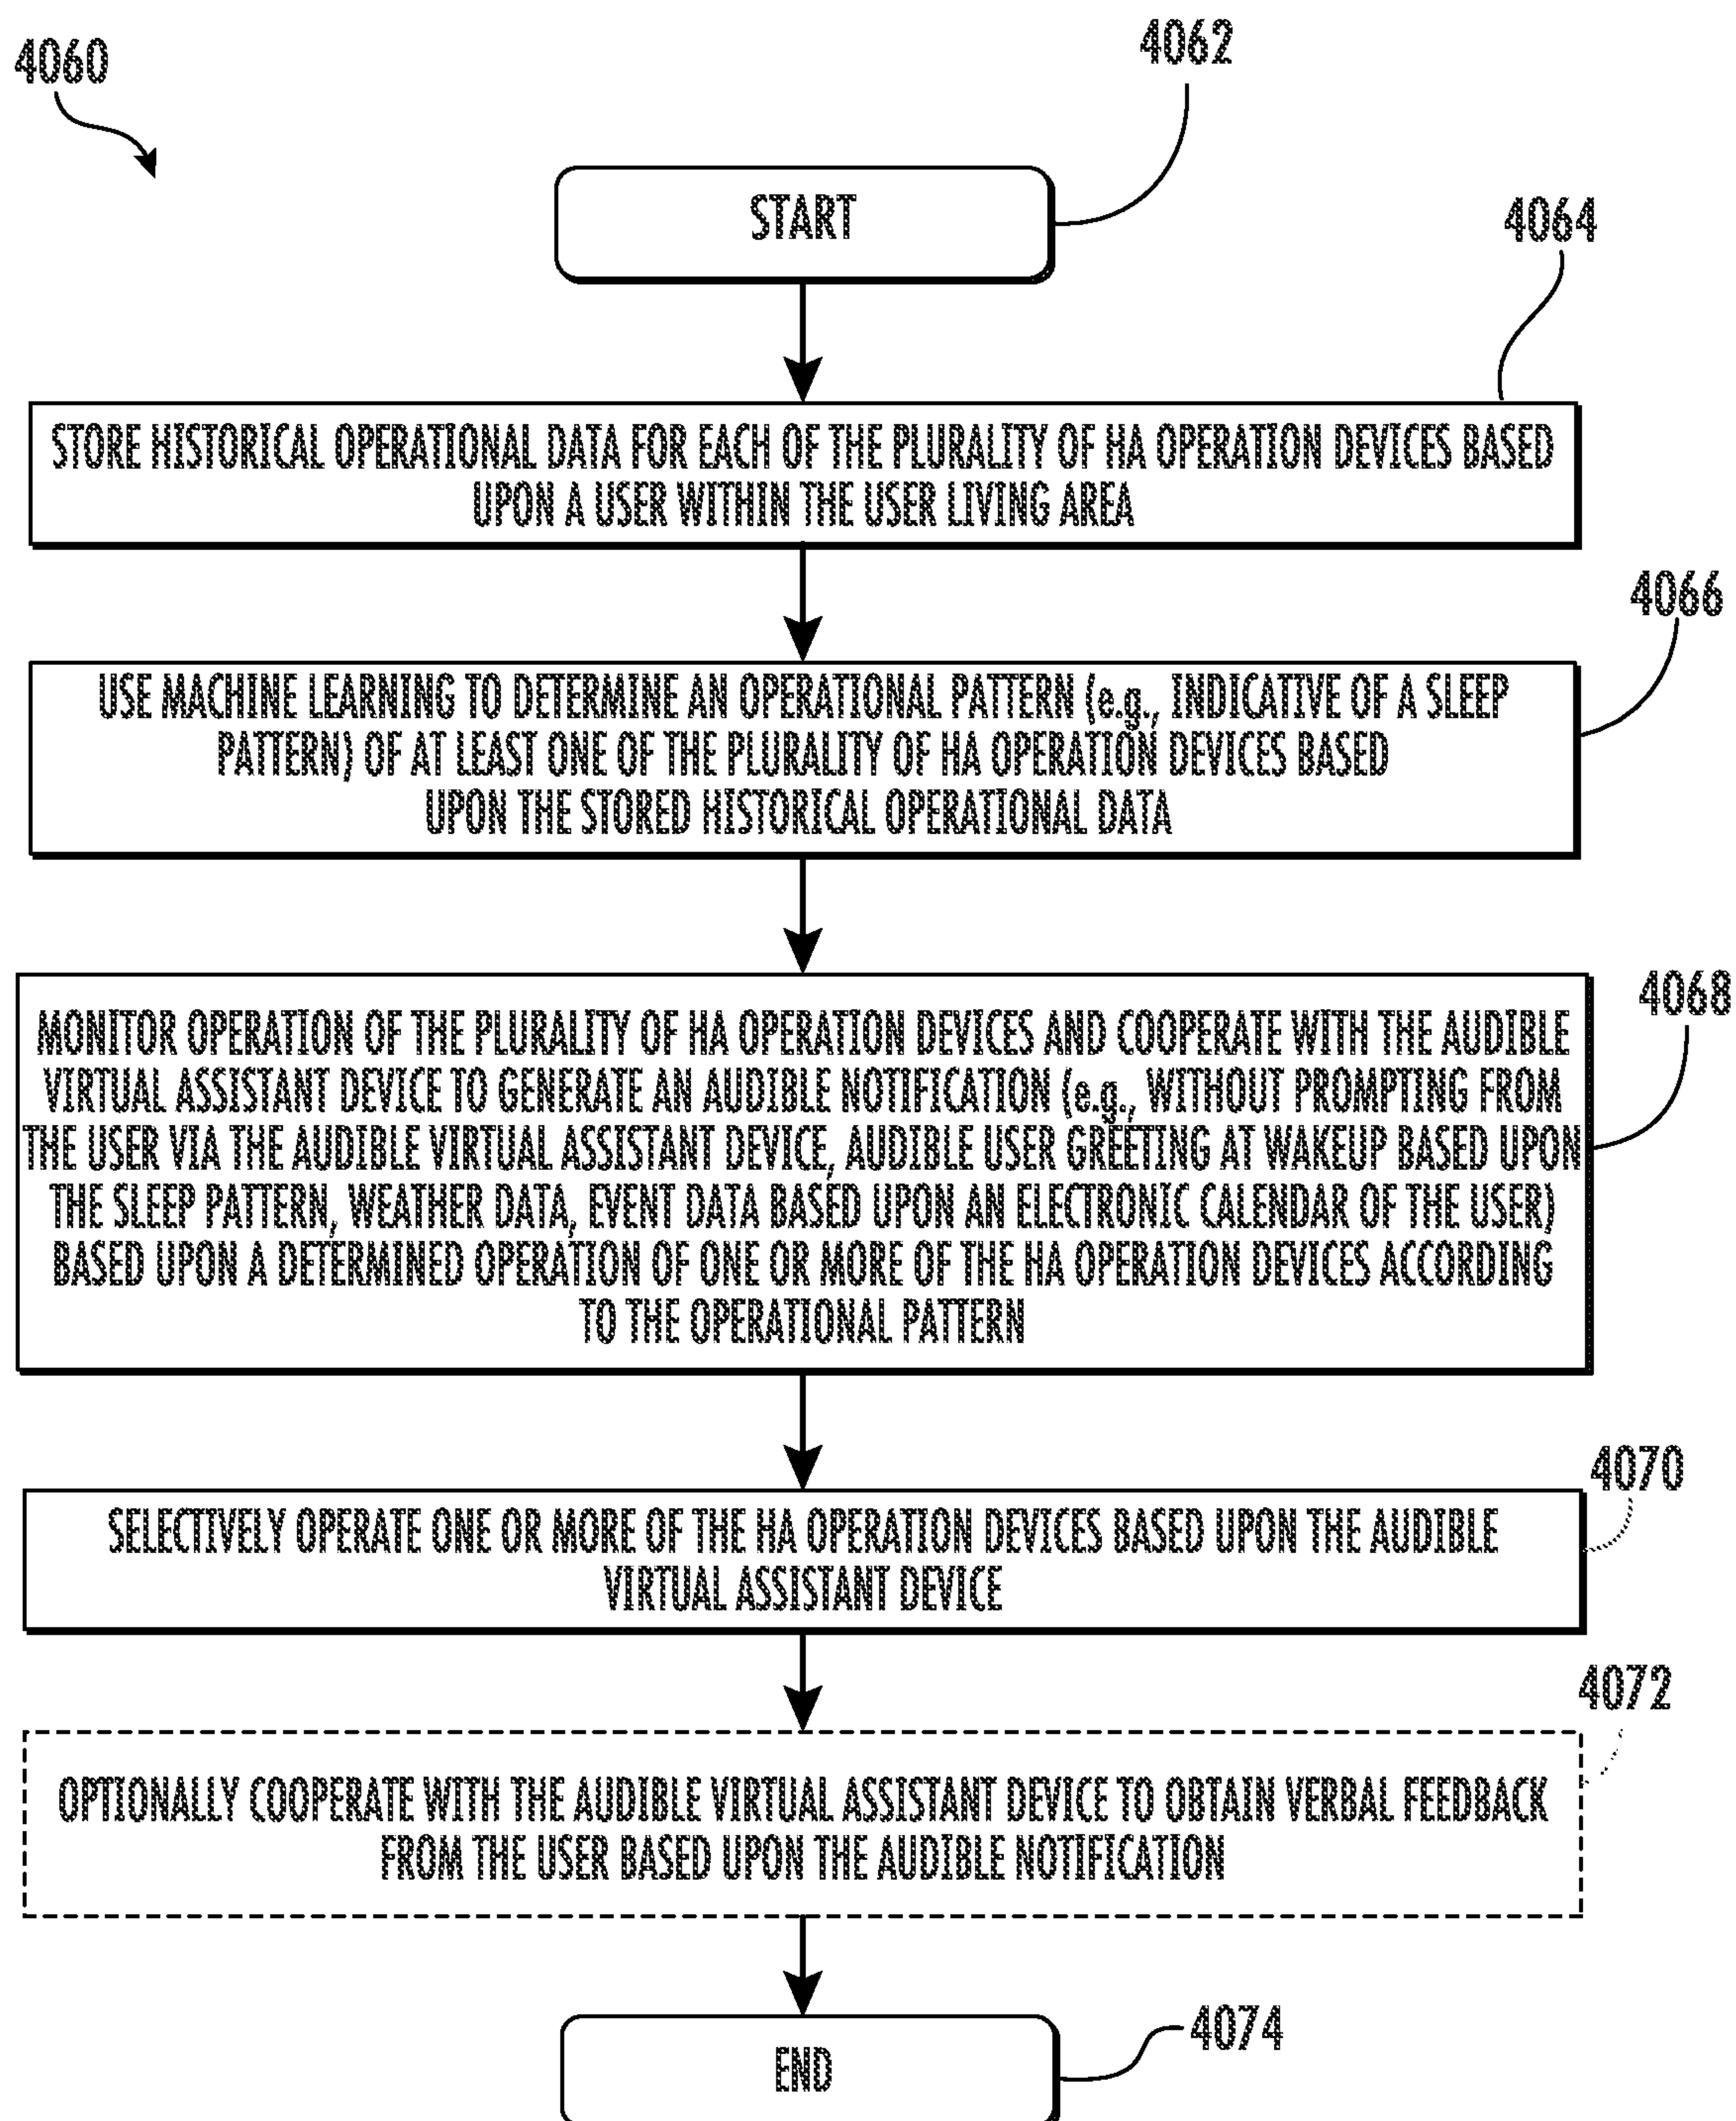 4060
4062
START
4064
STORE HISTORICAL OPERATIONAL DATA FOR EACH OF THE PLURALITY OF HA OPERATION DEVICES BASED
UPON A USER WITHIN THE USER LIVING AREA
4066
USE MACHINE LEARNING TO DETERMINE AN OPERATIONAL PATTERN (e.g., INDICATIVE OF A SLEEP
PATTERN) OF AT LEAST ONE OF THE PLURALITY OF HA OPERATION DEVICES BASED
UPON THE STORED HISTORICAL OPERATIONAL DATA
4068
MONITOR OPERATION OF THE PLURALITY OF HA OPERATION DEVICES AND COOPERATE WITH THE AUDIBLE
VIRTUAL ASSISTANT DEVICE TO GENERATE AN AUDIBLE NOTIFICATION (e.g., WITHOUT PROMPTING FROM
THE USER VIA THE AUDIBLE VIRTUAL ASSISTANT DEVICE, AUDIBLE USER GREETING AT WAKEUP BASED UPON
THE SLEEP PATTERN, WEATHER DATA, EVENT DATA BASED UPON AN ELECTRONIC CALENDAR OF THE USER)
BASED UPON A DETERMINED OPERATION OF ONE OR MORE OF THE HA OPERATION DEVICES ACCORDING
TO THE OPERATIONAL PATTERN
4070
SELECTIVELY OPERATE ONE OR MORE OF THE HA OPERATION DEVICES BASED UPON THE AUDIBLE
VIRTUAL ASSISTANT DEVICE
4072
OPTIONALLY COOPERATE WITH THE AUDIBLE VIRTUAL ASSISTANT DEVICE TO OBTAIN VERBAL FEEDBACK
FROM THE USER BASED UPON THE AUDIBLE NOTIFICATION
4074
END